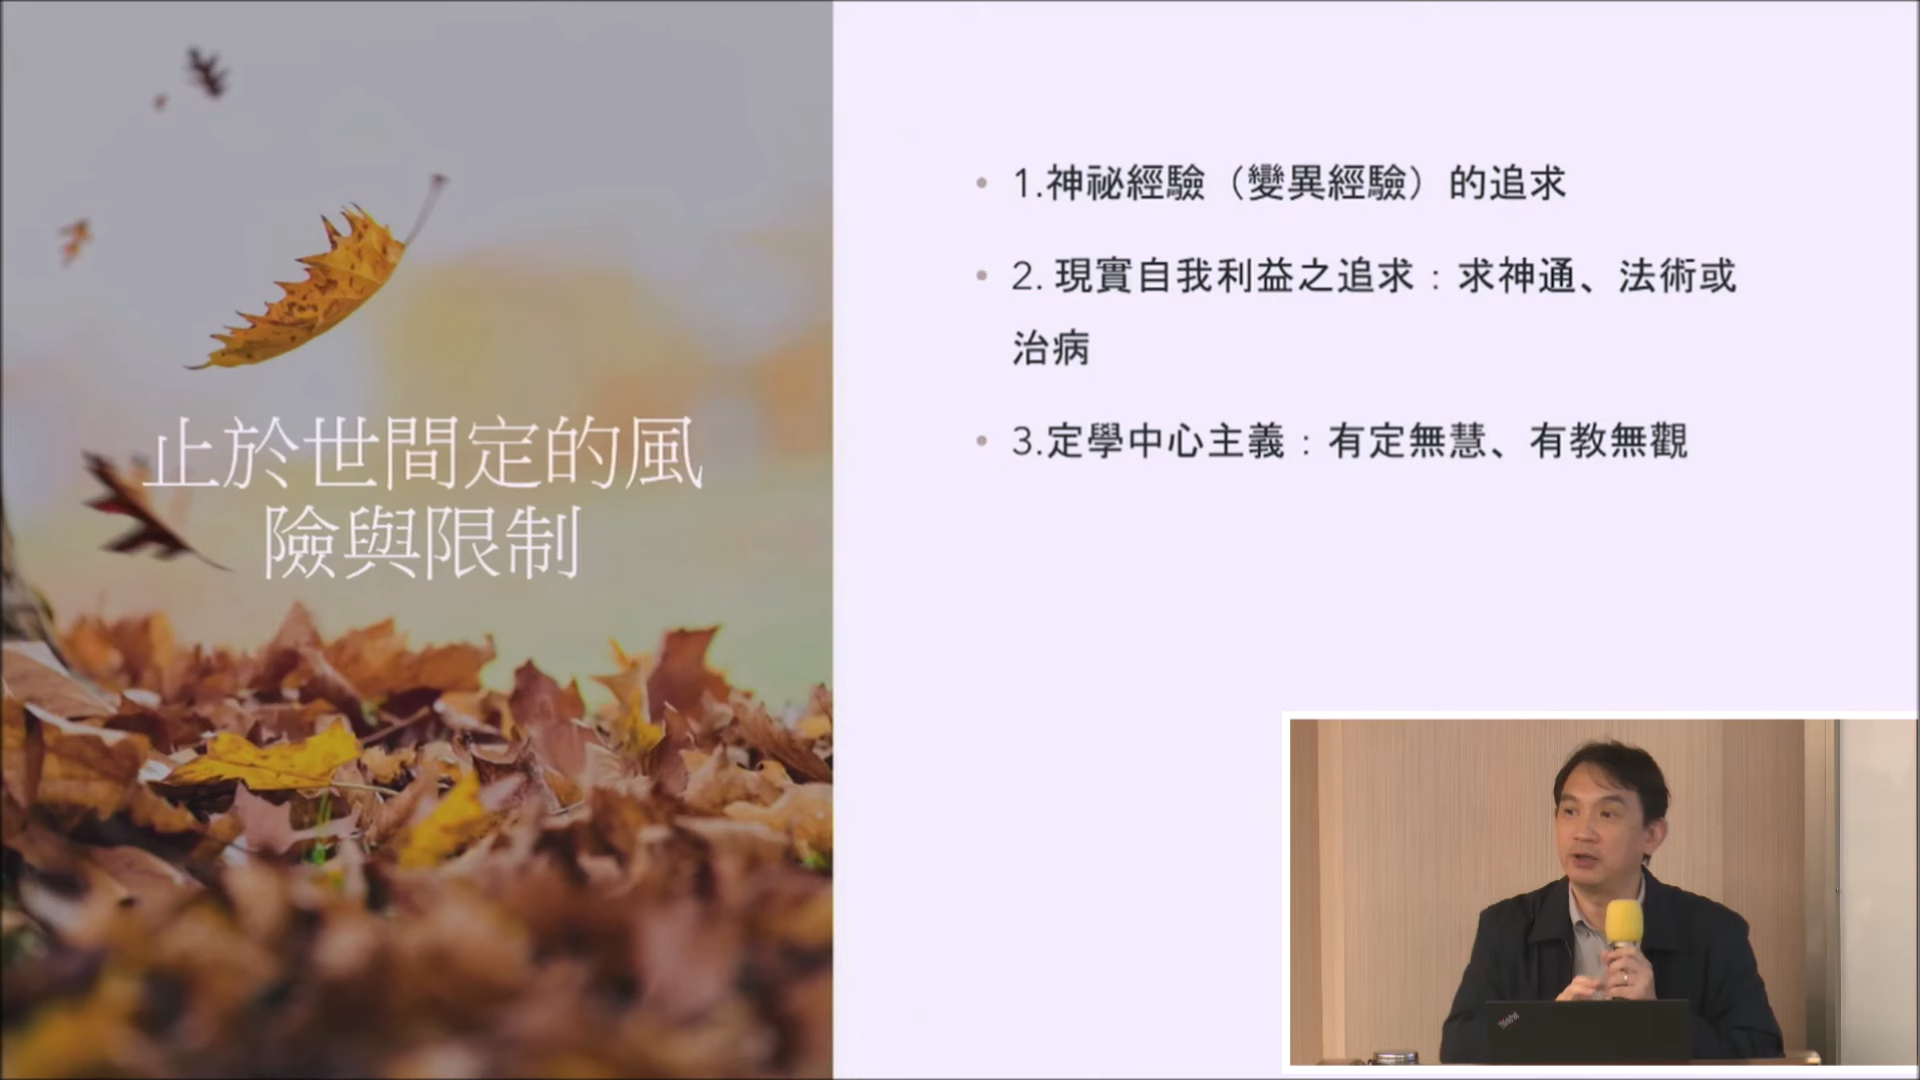 止於世間定的風
險與限制
1.神祕經驗（變異經驗）的追求
2. 現實自我利益之追求：求神通、法術或
治病
3.定學中心主義：有定無慧、有教無觀
ThinkPad